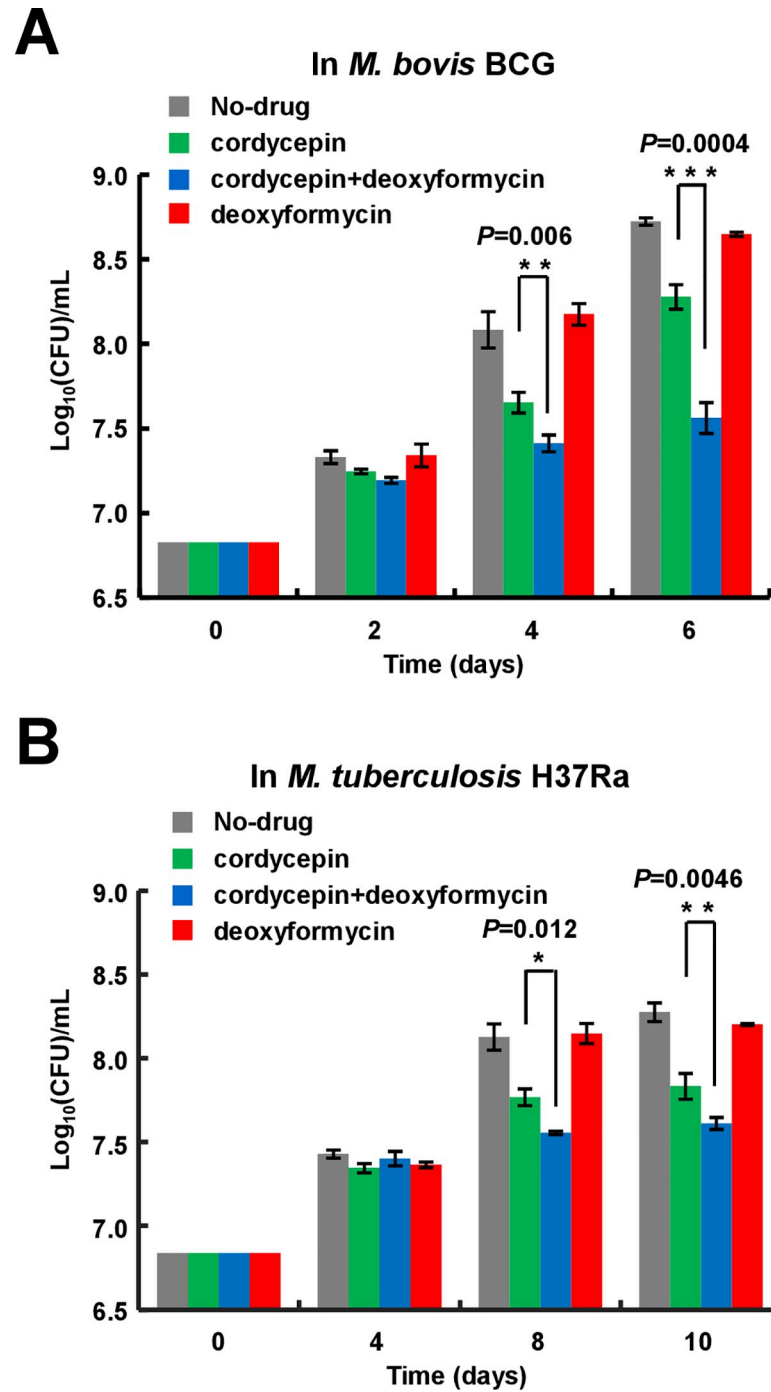 A
In M. bovis BCG
No-drug
cordycepin
cordycepin+deoxyformycin
deoxyformycin
P=0.0004
***
P=0.006
**
9.0
8.5
8.0
7.5
7.0
6.5
Log₁₀(CFU)/mL
0 2 4 6
Time (days)
B
In M. tuberculosis H37Ra
No-drug
cordycepin
cordycepin+deoxyformycin
deoxyformycin
P=0.0046
**
P=0.012
*
9.0
8.5
8.0
7.5
7.0
6.5
Log₁₀(CFU)/mL
0 4 8 10
Time (days)